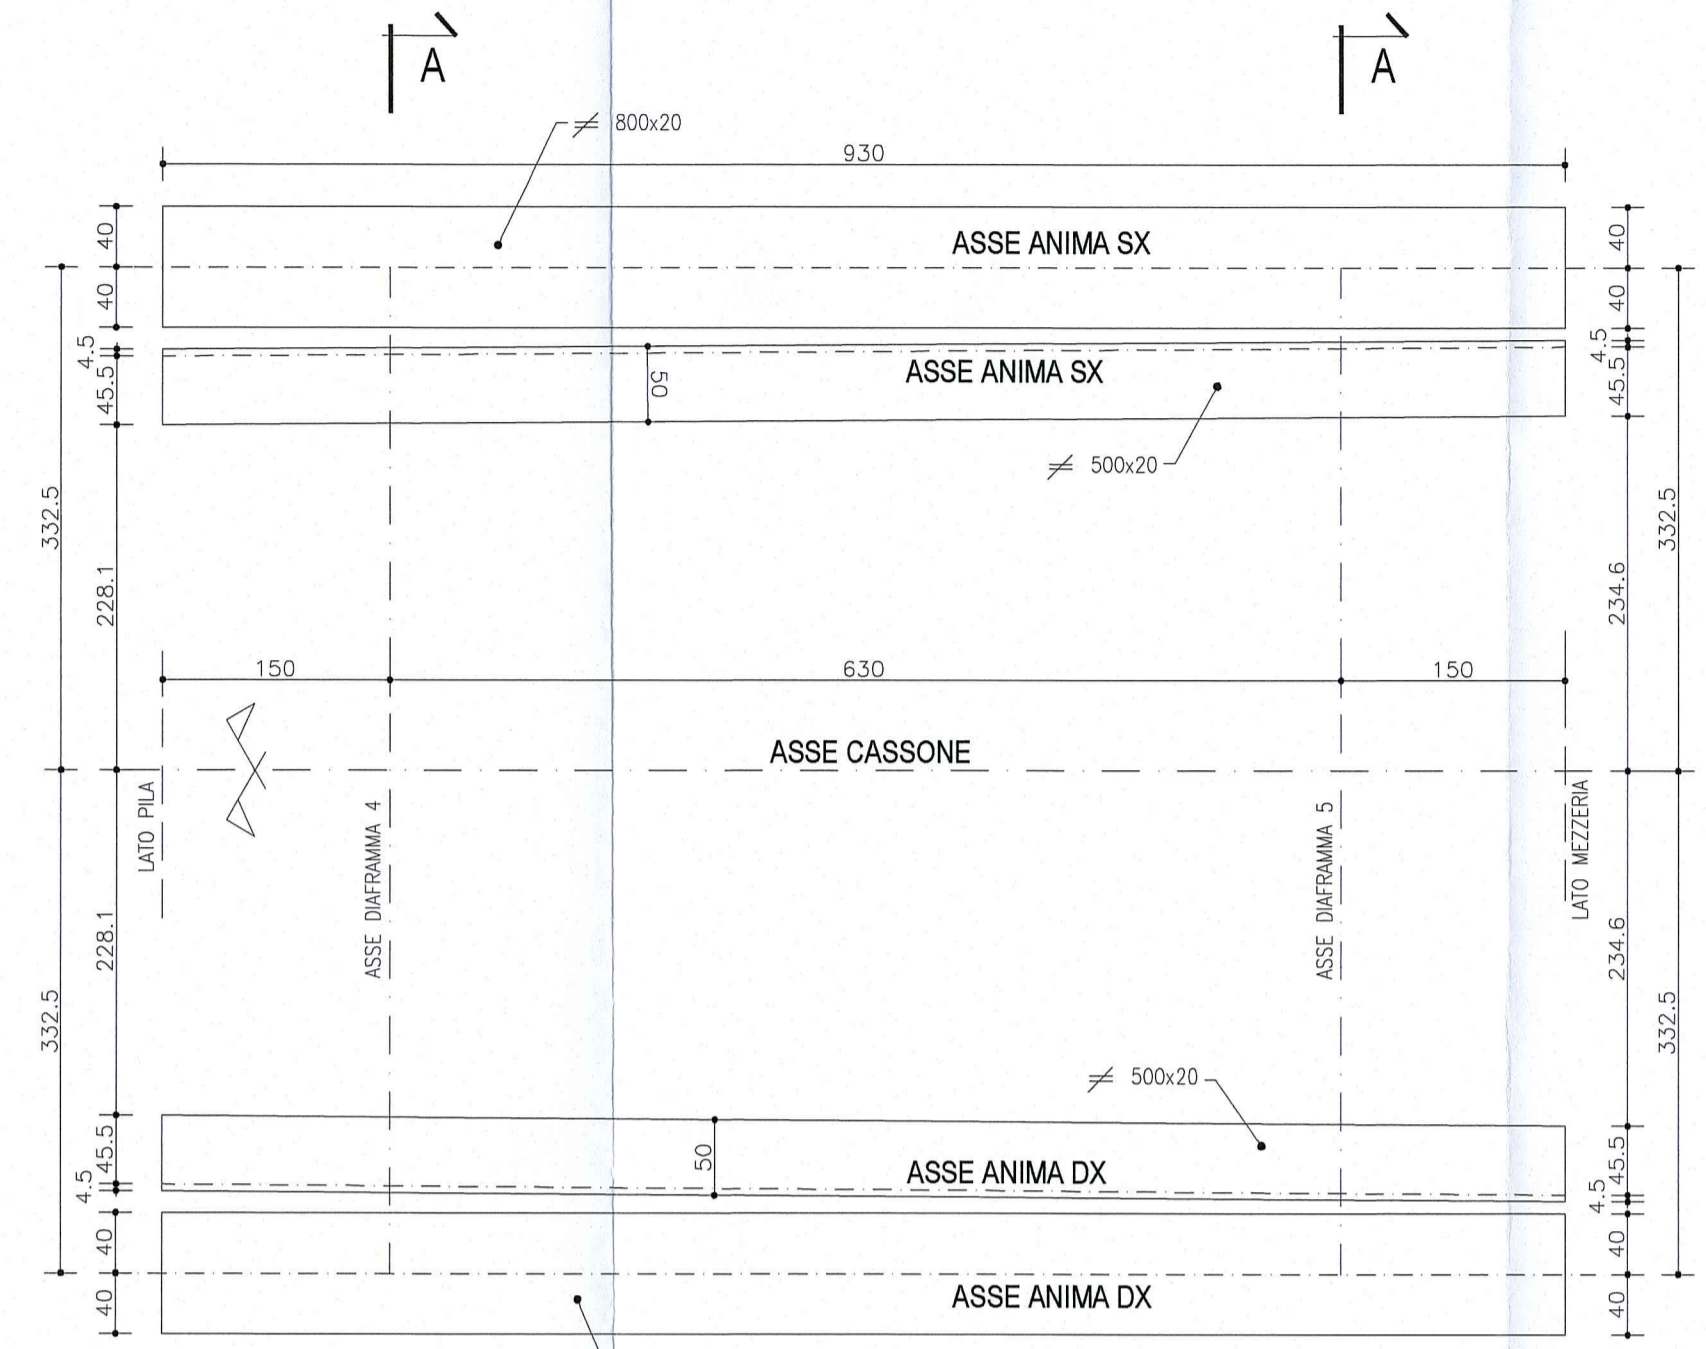 A
A
800x20
930
40
ASSE ANIMA SX
40
40
40
4.5
4.5
ASSE ANIMA SX
50
45.5
45.5
500x20
332.5
332.5
228.1
234.6
150
630
150
ASSE CASSONE
LATO PILA
ASSE DIAFRAMMA 4
ASSE DIAFRAMMA 5
LATO MEZZERIA
228.1
234.6
332.5
332.5
500x20
45.5
50
45.5
ASSE ANIMA DX
4.5
4.5
40
40
ASSE ANIMA DX
40
40